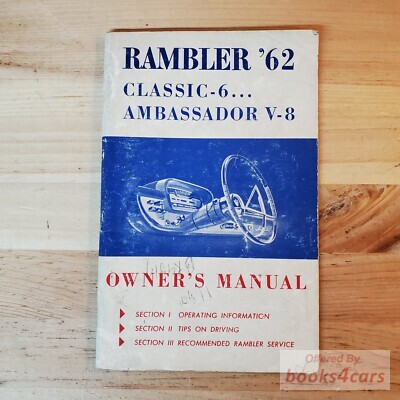 RAMBLER '62
CLASSIC-6...
AMBASSADOR V-8
OWNER'S MANUAL
SECTION I OPERATING INFORMATION
SECTION II TIPS ON DRIVING
SECTION III RECOMMENDED RAMBLER SERVICE
Offered By:
books4cars